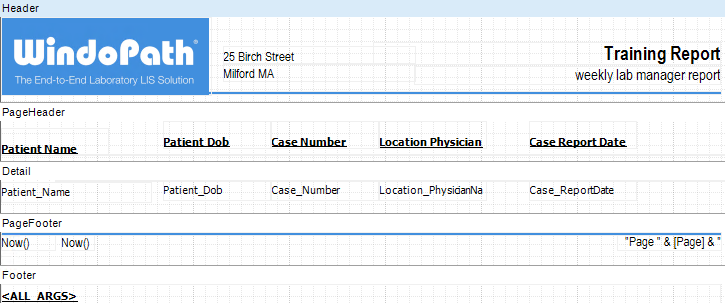 Header
WindoPath®
The End-to-End Laboratory LIS Solution
25 Birch Street
Milford MA
Training Report
weekly lab manager report
PageHeader
Patient Name Patient Dob Case Number Location Physician Case Report Date
Detail
Patient_Name Patient_Dob Case_Number Location_PhysicianNa Case_ReportDate
PageFooter
Now() Now() "Page " & [Page] & "
Footer
<ALL_ARGS>